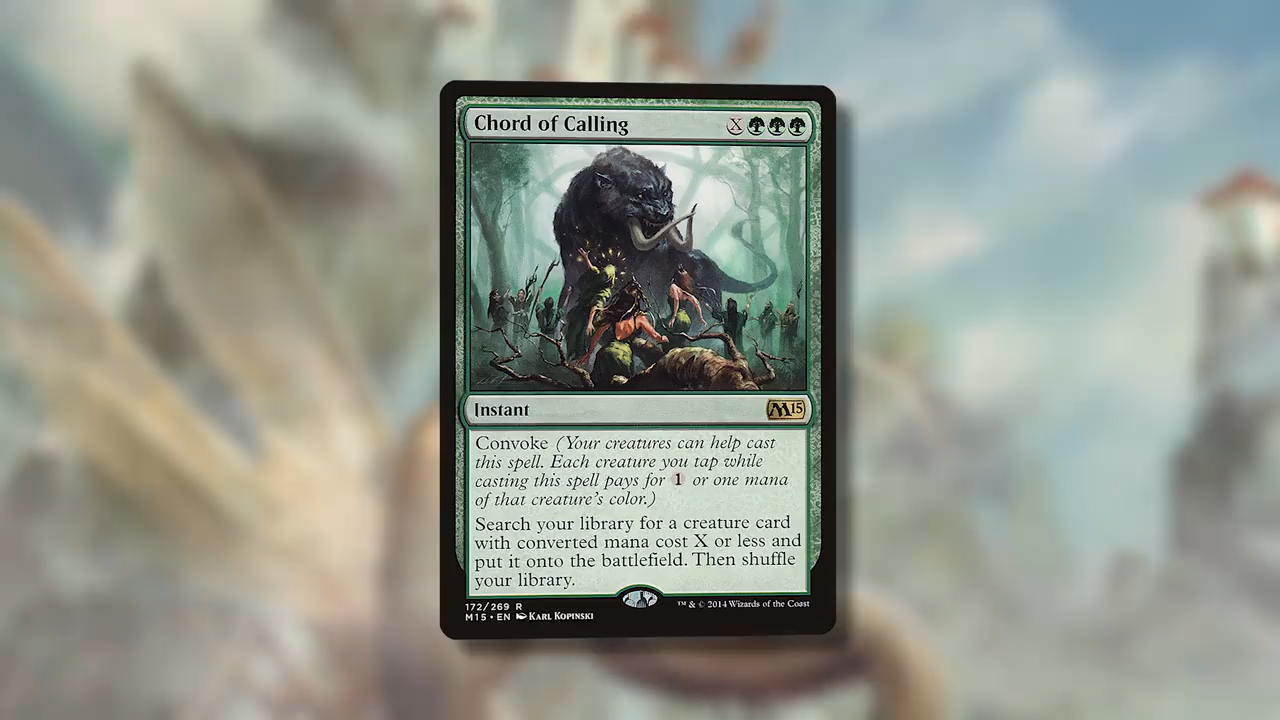 Chord of Calling X
Instant M15
Convoke (Your creatures can help cast
this spell. Each creature you tap while
casting this spell pays for 1 or one mana
of that creature's color.)
Search your library for a creature card
with converted mana cost X or less and
put it onto the battlefield. Then shuffle
your library.
172/269 R
M15 • EN Karl Kopinski
™ & © 2014 Wizards of the Coast